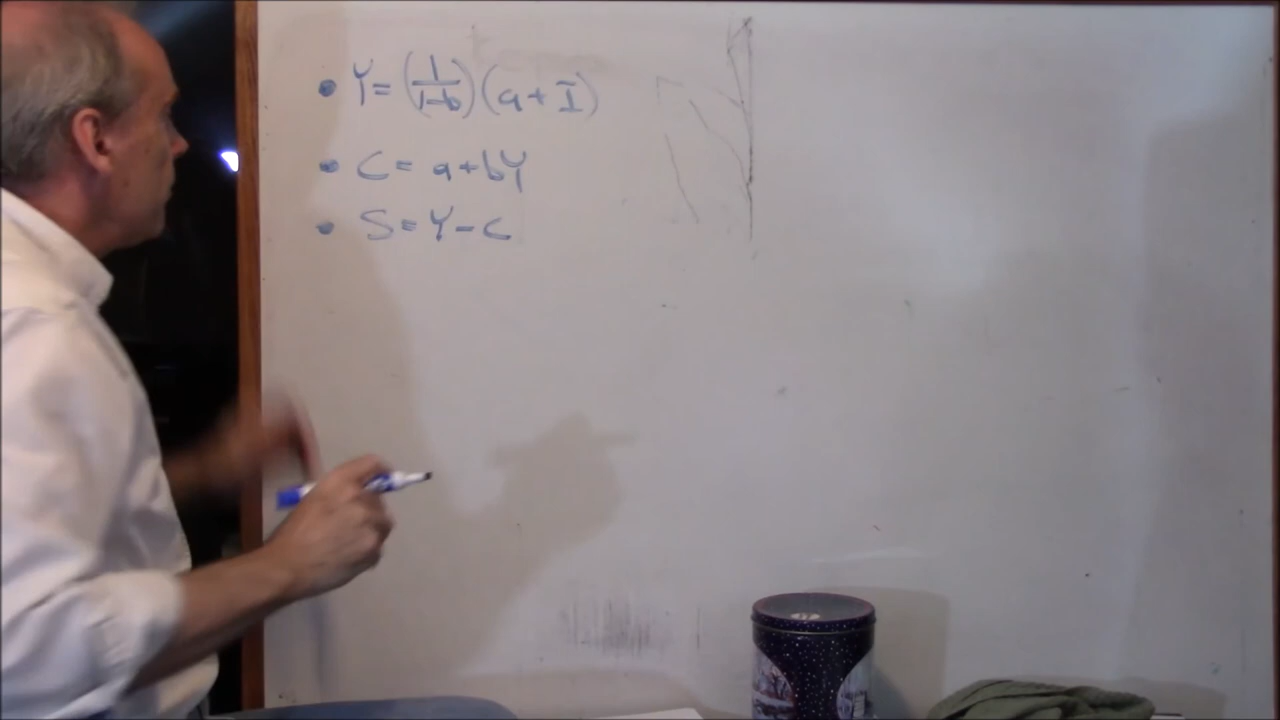 • Y = (1/1-b)(a + Ī)
• C = a + bY
• S = Y - C